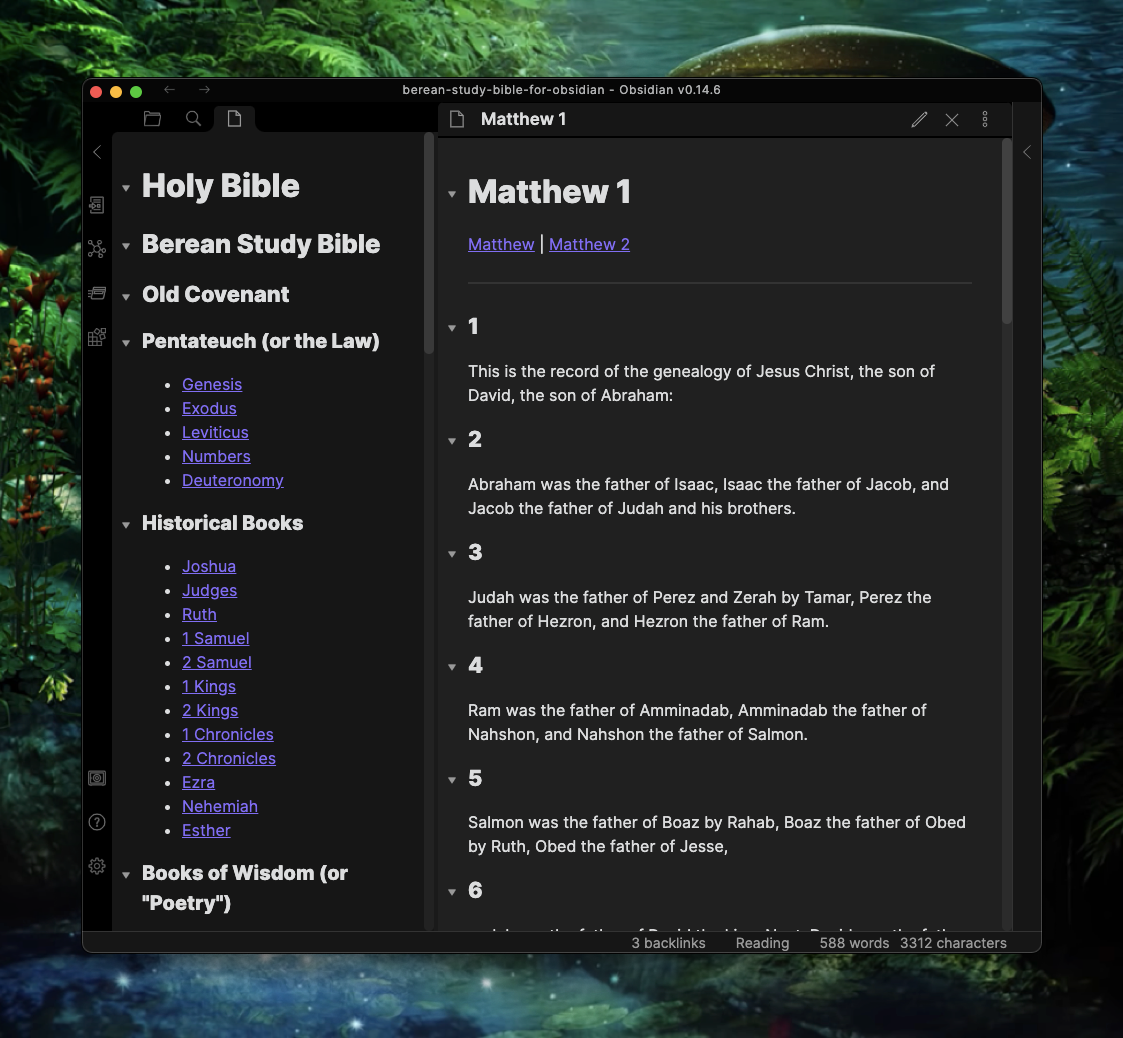 berean-study-bible-for-obsidian - Obsidian v0.14.6
Holy Bible
Berean Study Bible
Old Covenant
Pentateuch (or the Law)
Genesis
Exodus
Leviticus
Numbers
Deuteronomy
Historical Books
Joshua
Judges
Ruth
1 Samuel
2 Samuel
1 Kings
2 Kings
1 Chronicles
2 Chronicles
Ezra
Nehemiah
Esther
Books of Wisdom (or
"Poetry")
Matthew 1
Matthew 1
Matthew | Matthew 2
1
This is the record of the genealogy of Jesus Christ, the son of
David, the son of Abraham:
2
Abraham was the father of Isaac, Isaac the father of Jacob, and
Jacob the father of Judah and his brothers.
3
Judah was the father of Perez and Zerah by Tamar, Perez the
father of Hezron, and Hezron the father of Ram.
4
Ram was the father of Amminadab, Amminadab the father of
Nahshon, and Nahshon the father of Salmon.
5
Salmon was the father of Boaz by Rahab, Boaz the father of Obed
by Ruth, Obed the father of Jesse,
6
3 backlinks Reading 588 words 3312 characters